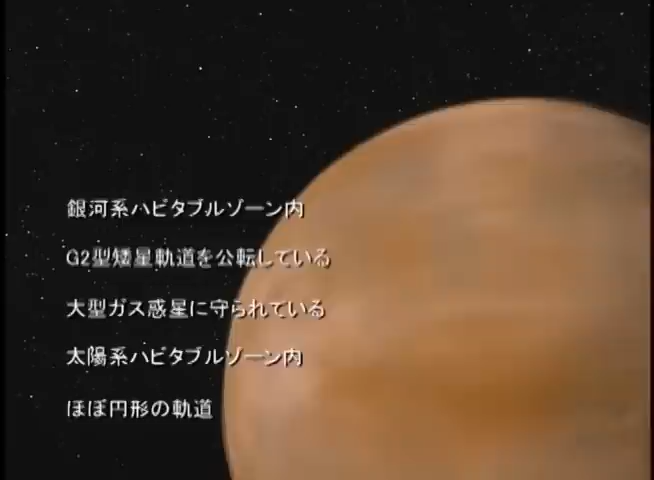 銀河系ハビタブルゾーン内
G2型矮星軌道を公転している
大型ガス惑星に守られている
太陽系ハビタブルゾーン内
ほぼ円形の軌道